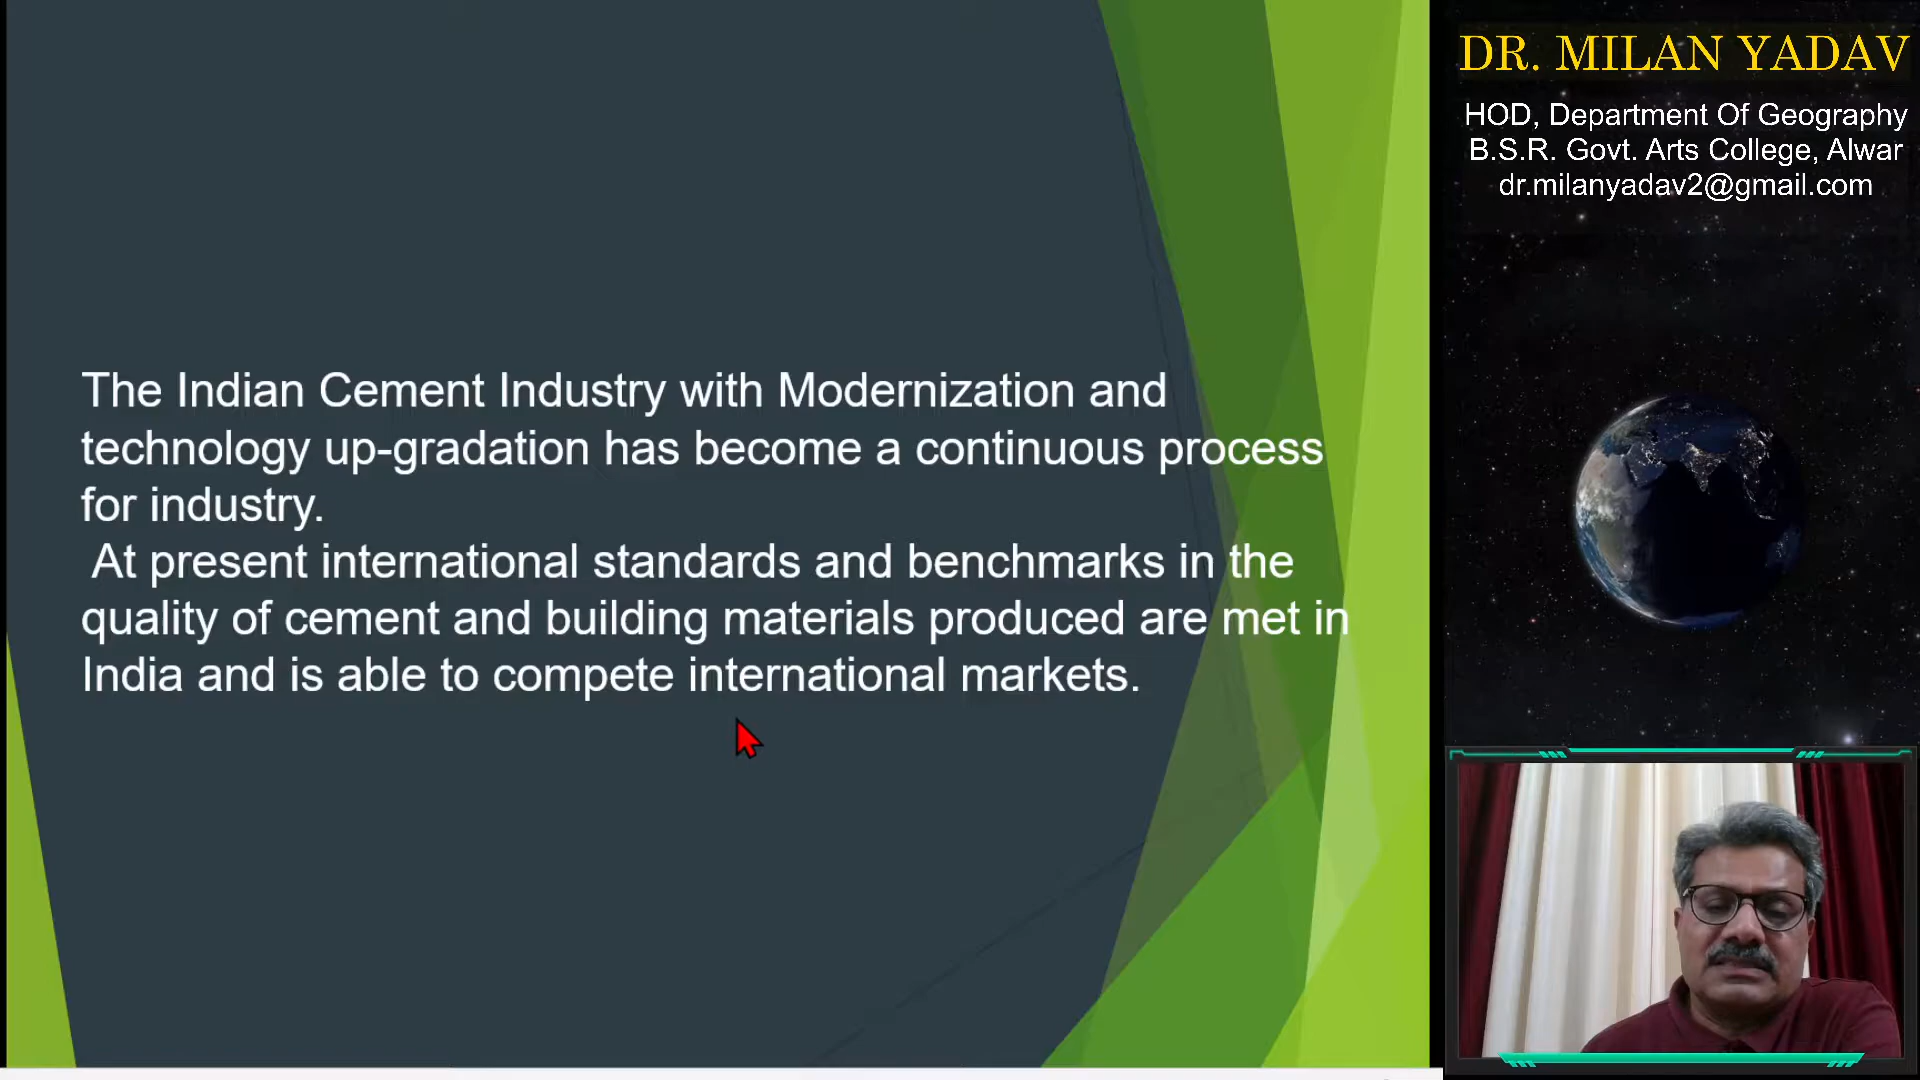 The Indian Cement Industry with Modernization and
technology up-gradation has become a continuous process
for industry.
At present international standards and benchmarks in the
quality of cement and building materials produced are met in
India and is able to compete international markets.
DR. MILAN YADAV
HOD, Department Of Geography
B.S.R. Govt. Arts College, Alwar
dr.milanyadav2@gmail.com